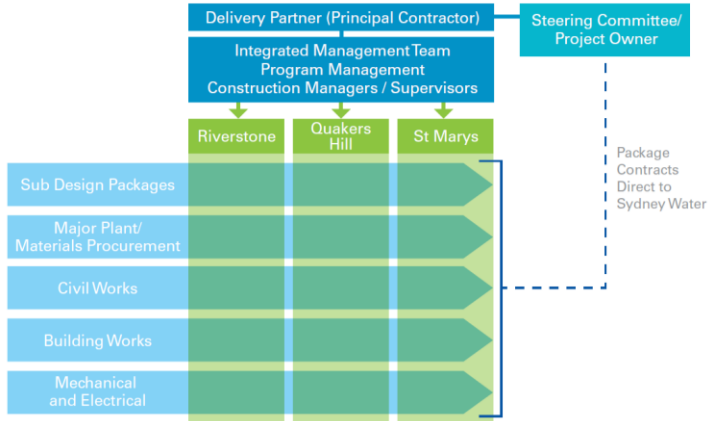 Delivery Partner (Principal Contractor)
Steering Committee/
Project Owner
Integrated Management Team
Program Management
Construction Managers / Supervisors
Riverstone
Quakers
Hill
St Marys
Package
Contracts
Direct to
Sydney Water
Sub Design Packages
Major Plant/
Materials Procurement
Civil Works
Building Works
Mechanical
and Electrical